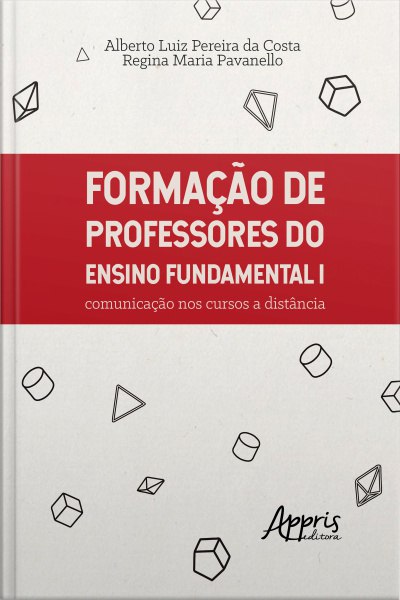 Alberto Luiz Pereira da Costa
Regina Maria Pavanello
FORMAÇÃO DE
PROFESSORES DO
ENSINO FUNDAMENTAL I
comunicação nos cursos a distância
Appris
editora